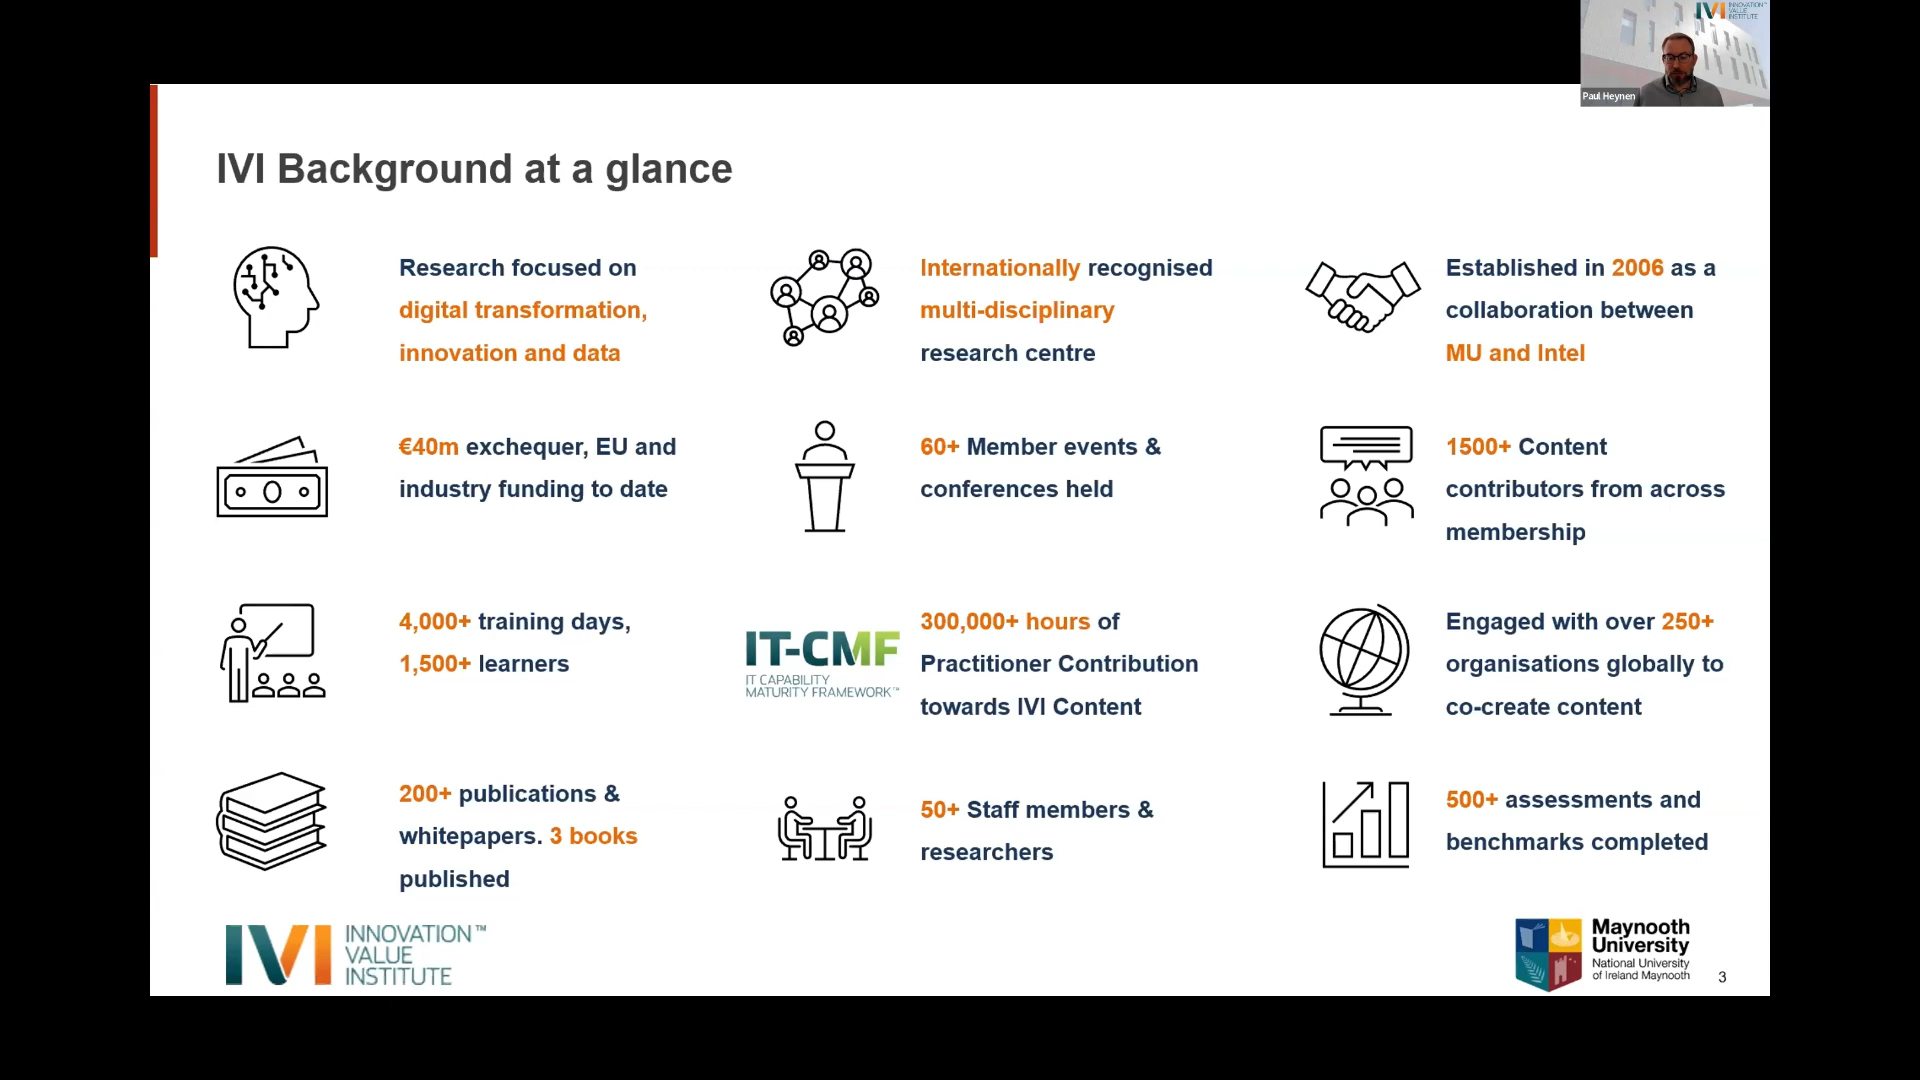 IVI INNOVATION™
VALUE
INSTITUTE
Paul Heynen
IVI Background at a glance
Research focused on
digital transformation,
innovation and data
Internationally recognised
multi-disciplinary
research centre
Established in 2006 as a
collaboration between
MU and Intel
€40m exchequer, EU and
industry funding to date
60+ Member events &
conferences held
1500+ Content
contributors from across
membership
4,000+ training days,
1,500+ learners
IT-CMF
IT CAPABILITY
MATURITY FRAMEWORK™
300,000+ hours of
Practitioner Contribution
towards IVI Content
Engaged with over 250+
organisations globally to
co-create content
200+ publications &
whitepapers. 3 books
published
50+ Staff members &
researchers
500+ assessments and
benchmarks completed
IVI INNOVATION™
VALUE
INSTITUTE
Maynooth
University
National University
of Ireland Maynooth
3